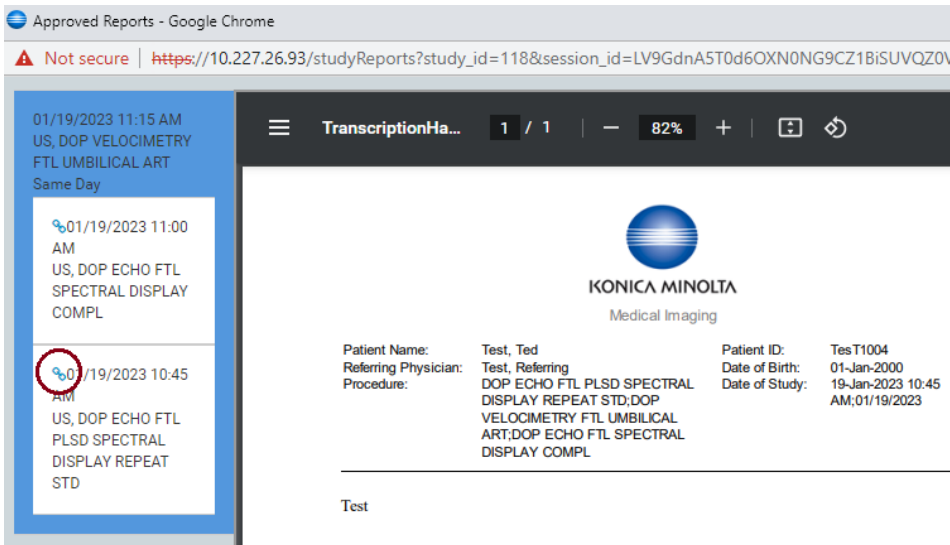 Approved Reports - Google Chrome
Not secure | https://10.227.26.93/studyReports?study_id=118&session_id=LV9GdnA5T0d6OXN0NG9CZ1BiSUVQZ0V
01/19/2023 11:15 AM
US, DOP VELOCIMETRY
FTL UMBILICAL ART
Same Day
01/19/2023 11:00
AM
US, DOP ECHO FTL
SPECTRAL DISPLAY
COMPL
01/19/2023 10:45
AM
US, DOP ECHO FTL
PLSD SPECTRAL
DISPLAY REPEAT
STD
TranscriptionHa... 1 / 1 82%
KONICA MINOLTA
Medical Imaging
Patient Name: Test, Ted Patient ID: TesT1004
Referring Physician: Test, Referring Date of Birth: 01-Jan-2000
Procedure: DOP ECHO FTL PLSD SPECTRAL Date of Study: 19-Jan-2023 10:45
DISPLAY REPEAT STD;DOP AM;01/19/2023
VELOCIMETRY FTL UMBILICAL
ART;DOP ECHO FTL SPECTRAL
DISPLAY COMPL
Test